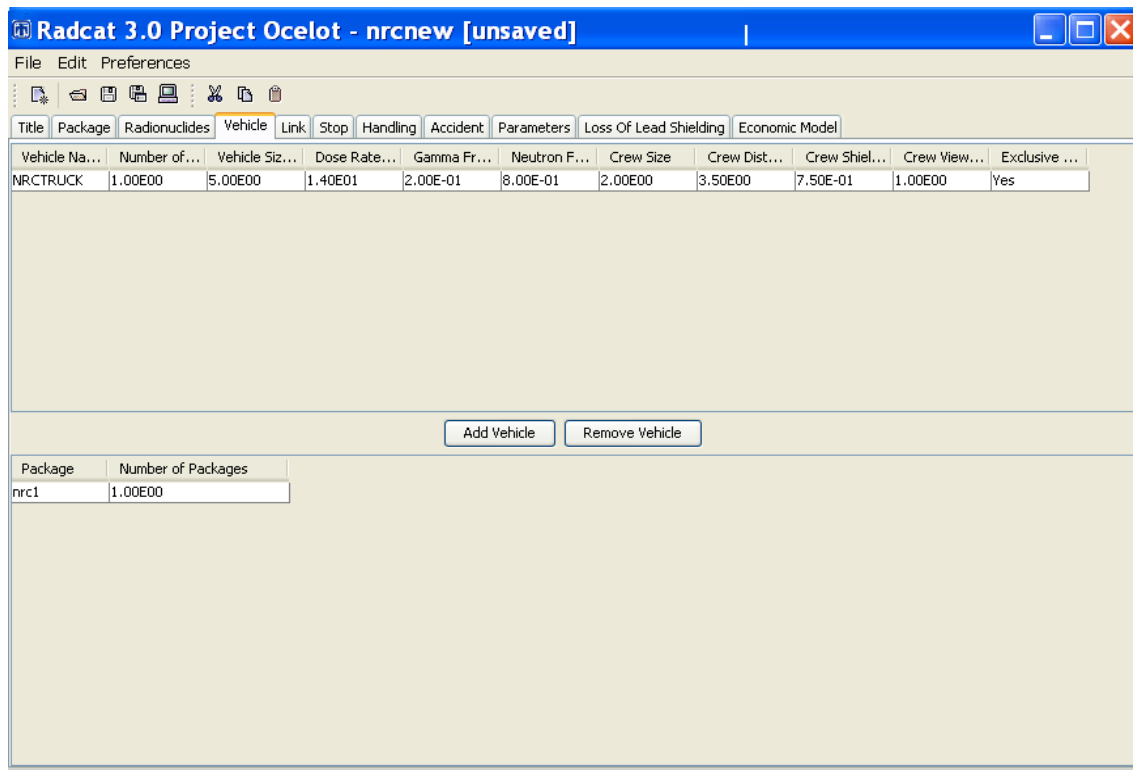 Radcat 3.0 Project Ocelot - nrcnew [unsaved]
File Edit Preferences
Title Package Radionuclides Vehicle Link Stop Handling Accident Parameters Loss Of Lead Shielding Economic Model
Vehicle Na... Number of... Vehicle Siz... Dose Rate... Gamma Fr... Neutron F... Crew Size Crew Dist... Crew Shiel... Crew View... Exclusive ...
NRCTRUCK 1.00E00 5.00E00 1.40E01 2.00E-01 8.00E-01 2.00E00 3.50E00 7.50E-01 1.00E00 Yes
Add Vehicle Remove Vehicle
Package Number of Packages
nrc1 1.00E00